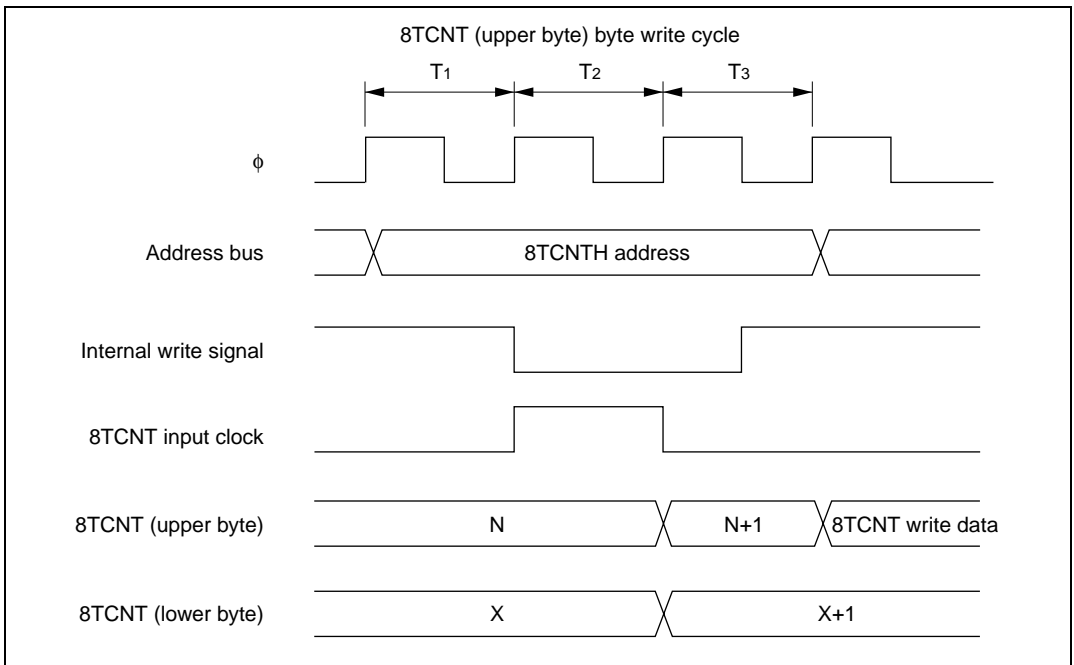 8TCNT (upper byte) byte write cycle
T1 T2 T3
ϕ
Address bus 8TCNTH address
Internal write signal
8TCNT input clock
8TCNT (upper byte) N N+1 8TCNT write data
8TCNT (lower byte) X X+1